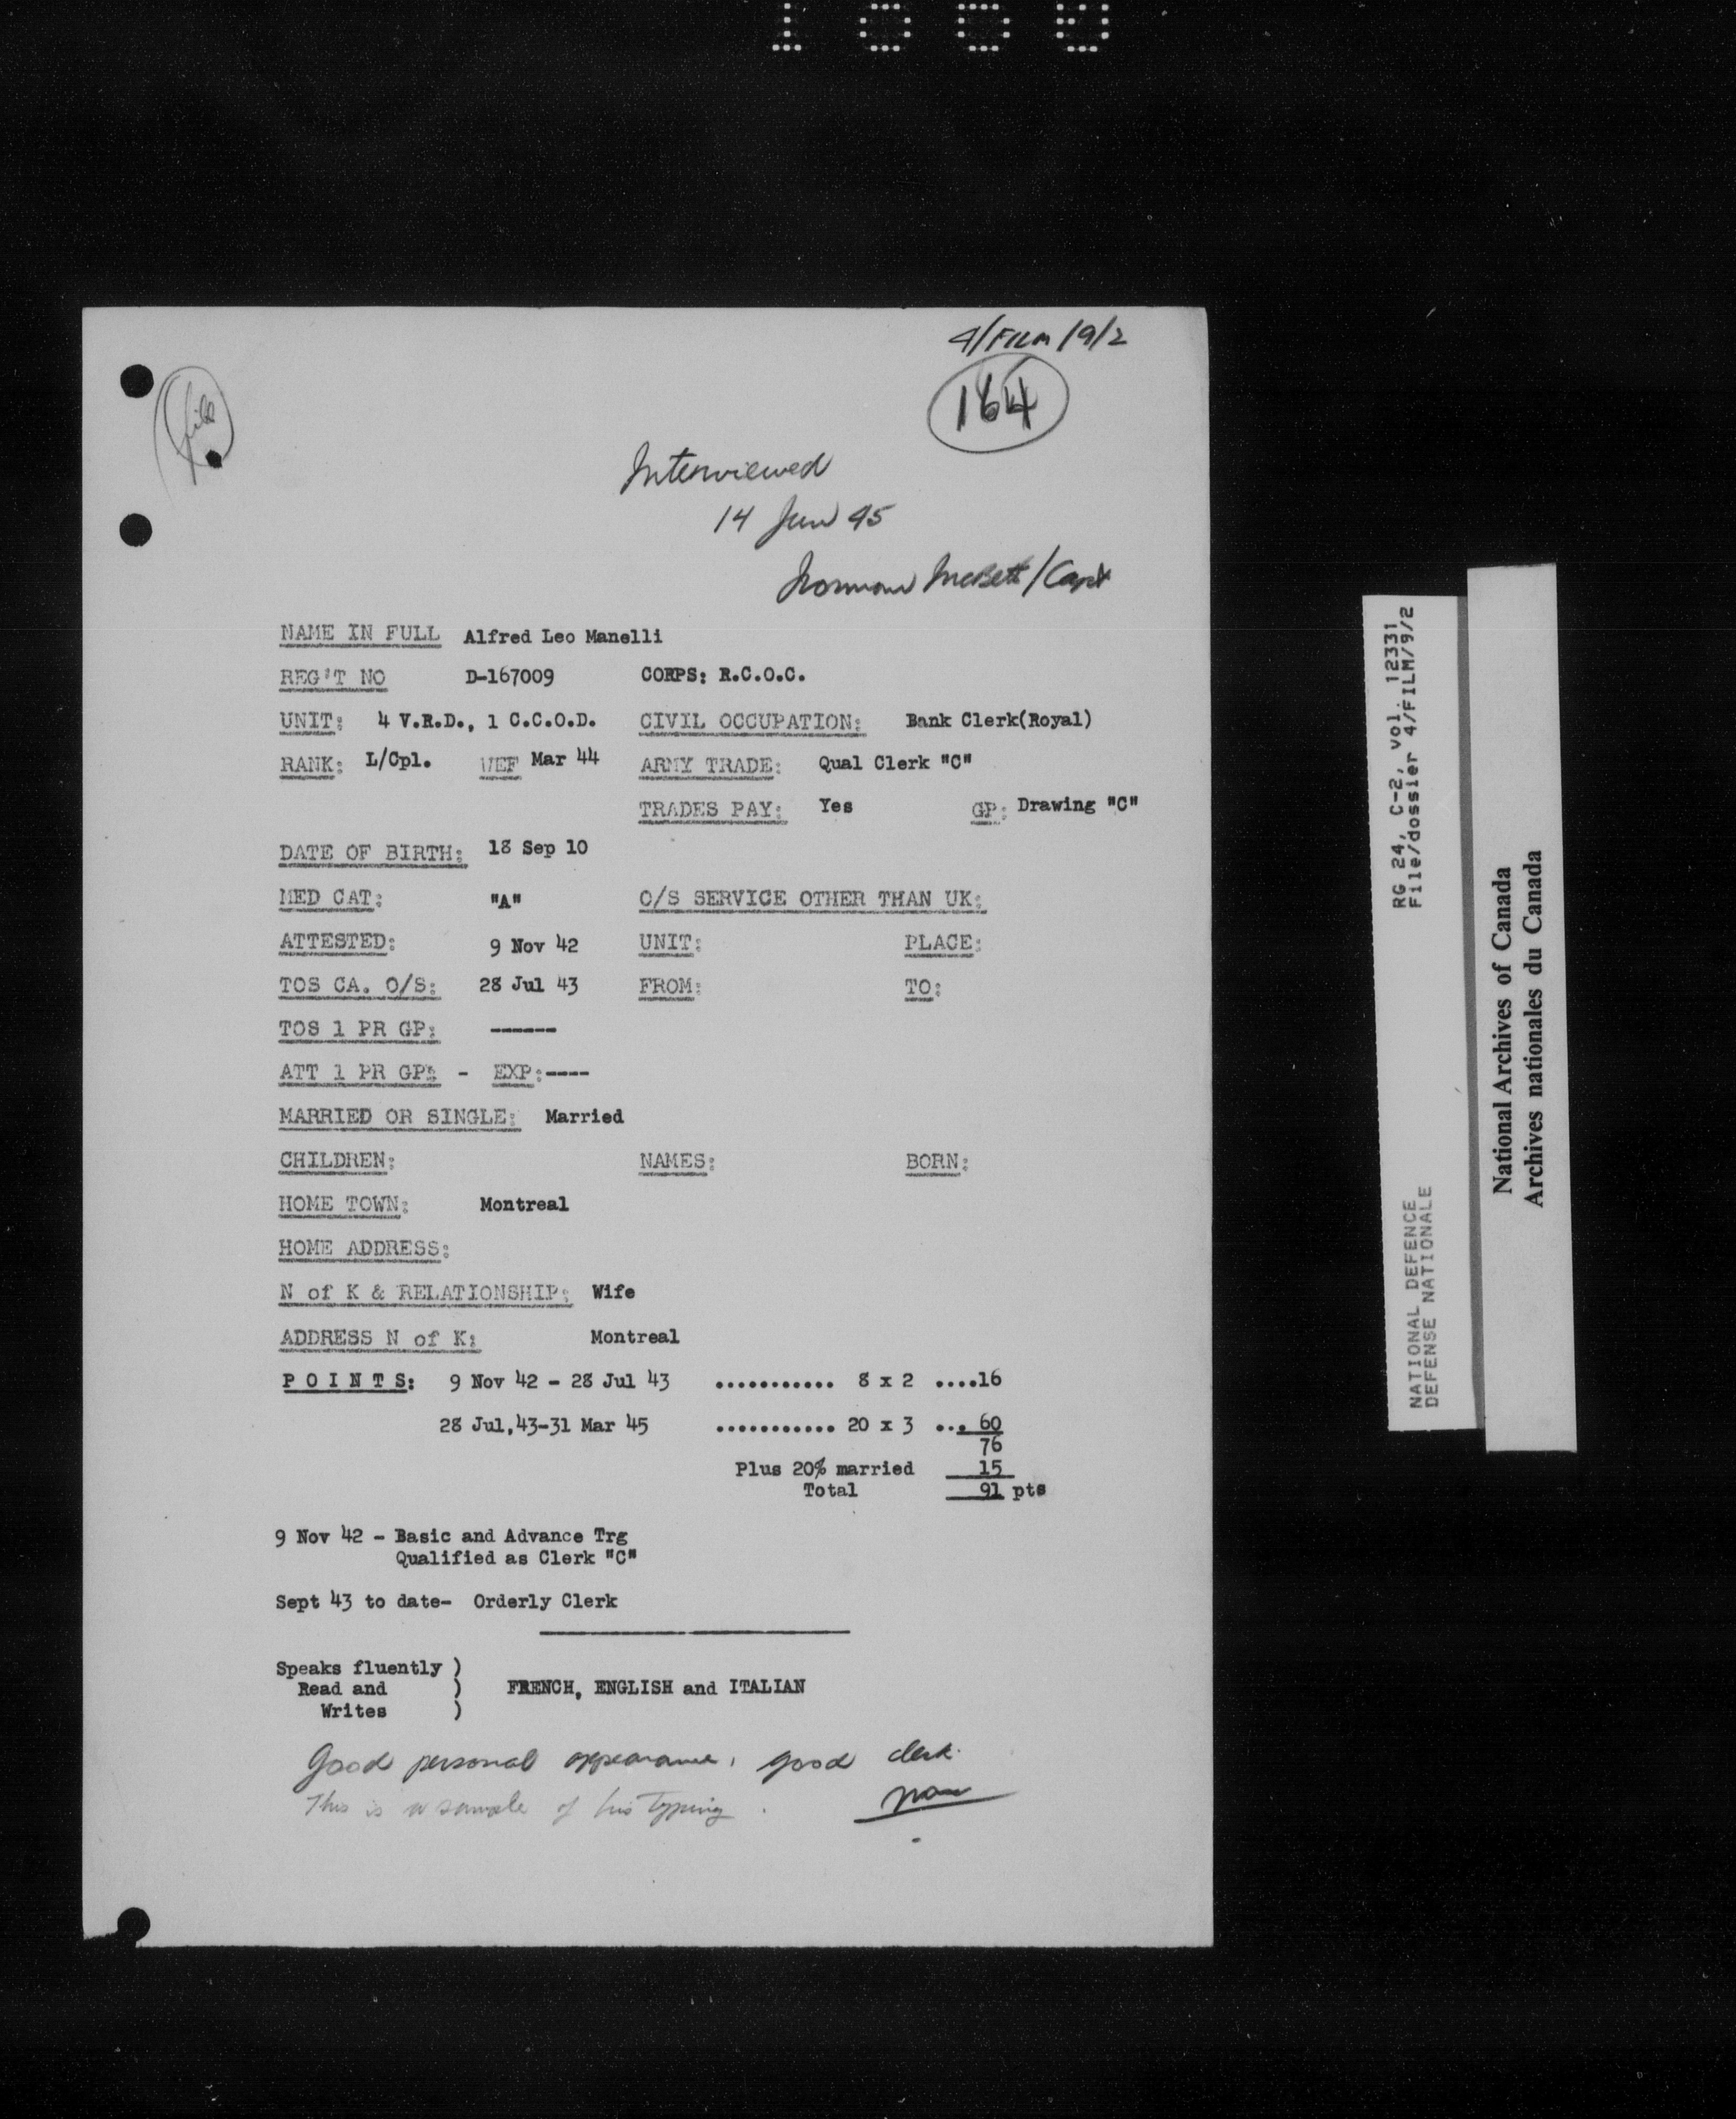 4/FILM/9/2
164
file
Interviewed
14 Jun 45
Norman McBett/Capt
NAME IN FULL Alfred Leo Manelli
REG'T NO D-167009 CORPS: R.C.O.C.
UNIT: 4 V.R.D., 1 C.C.O.D. CIVIL OCCUPATION: Bank Clerk(Royal)
RANK: L/Cpl. WEF Mar 44 ARMY TRADE: Qual Clerk "C"
TRADES PAY: Yes GP: Drawing "C"
DATE OF BIRTH: 18 Sep 10
MED CAT: "A" O/S SERVICE OTHER THAN UK:
ATTESTED: 9 Nov 42 UNIT: PLACE:
TOS CA. O/S: 28 Jul 43 FROM: TO:
TOS 1 PR GP: ------
ATT 1 PR GP: - EXP:----
MARRIED OR SINGLE: Married
CHILDREN: NAMES: BORN:
HOME TOWN: Montreal
HOME ADDRESS:
N of K & RELATIONSHIP: Wife
ADDRESS N of K: Montreal
POINTS: 9 Nov 42 - 28 Jul 43 ........... 8 x 2 ....16
28 Jul,43-31 Mar 45 ........... 20 x 3 ... 60
76
Plus 20% married 15
Total 91 pts
9 Nov 42 - Basic and Advance Trg
Qualified as Clerk "C"
Sept 43 to date- Orderly Clerk
Speaks fluently )
Read and ) FRENCH, ENGLISH and ITALIAN
Writes )
Good personal appearance, good clerk.
This is a sample of his typing.
RG 24, C-2, vol. 12331
File/dossier 4/FILM/9/2
NATIONAL DEFENCE
DEFENSE NATIONALE
National Archives of Canada
Archives nationales du Canada